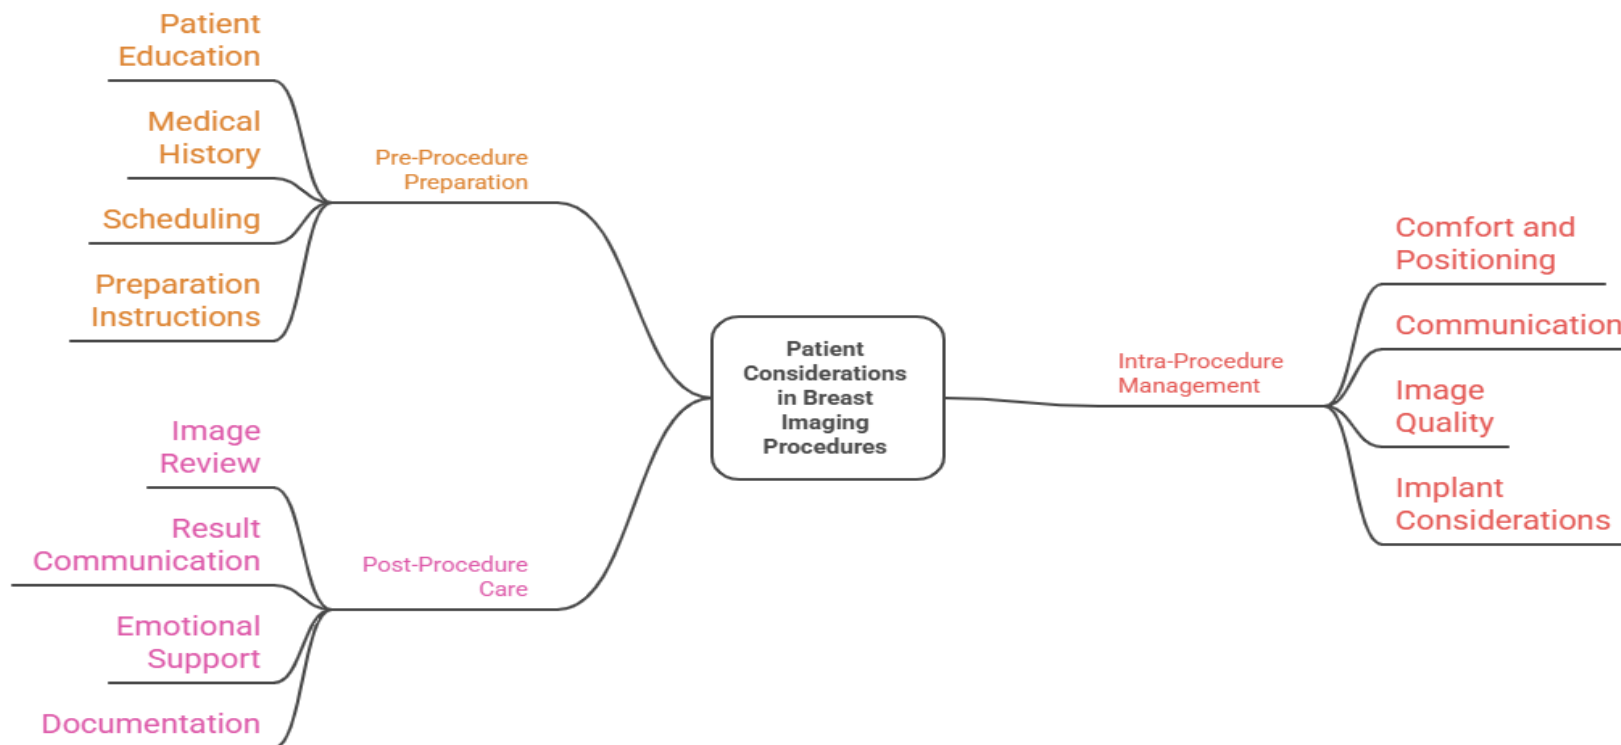 Patient
Education
Medical
History
Scheduling
Preparation
Instructions
Pre-Procedure
Preparation
Image
Review
Result
Communication
Emotional
Support
Documentation
Post-Procedure
Care
Patient
Considerations
in Breast
Imaging
Procedures
Intra-Procedure
Management
Comfort and
Positioning
Communication
Image
Quality
Implant
Considerations